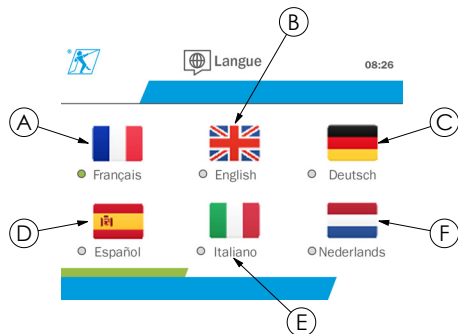 B
Langue 08:26
A C
Français English Deutsch
D F
Español Italiano Nederlands
E